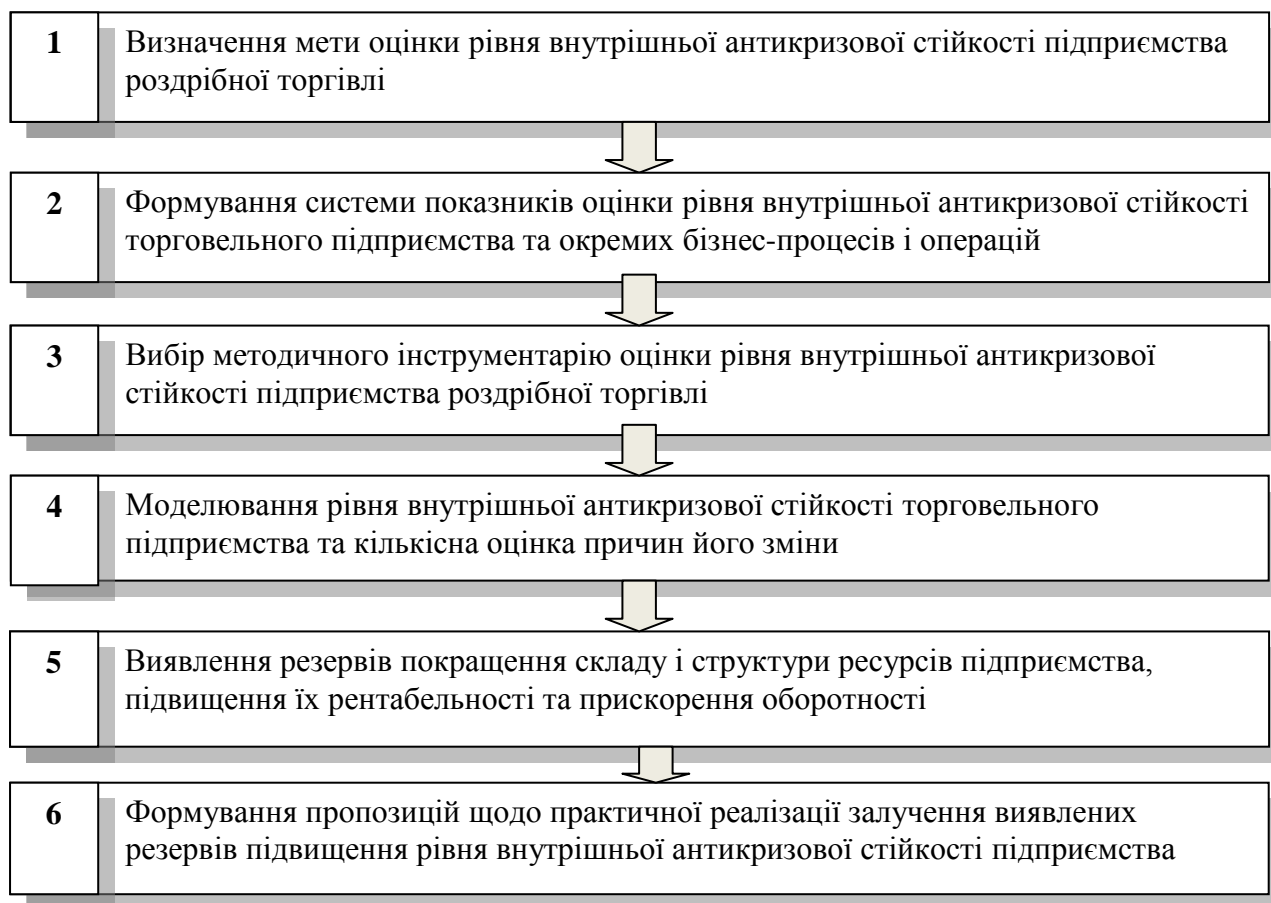 1 Визначення мети оцінки рівня внутрішньої антикризової стійкості підприємства
роздрібної торгівлі
2 Формування системи показників оцінки рівня внутрішньої антикризової стійкості
торговельного підприємства та окремих бізнес-процесів і операцій
3 Вибір методичного інструментарію оцінки рівня внутрішньої антикризової
стійкості підприємства роздрібної торгівлі
4 Моделювання рівня внутрішньої антикризової стійкості торговельного
підприємства та кількісна оцінка причин його зміни
5 Виявлення резервів покращення складу і структури ресурсів підприємства,
підвищення їх рентабельності та прискорення оборотності
6 Формування пропозицій щодо практичної реалізації залучення виявлених
резервів підвищення рівня внутрішньої антикризової стійкості підприємства